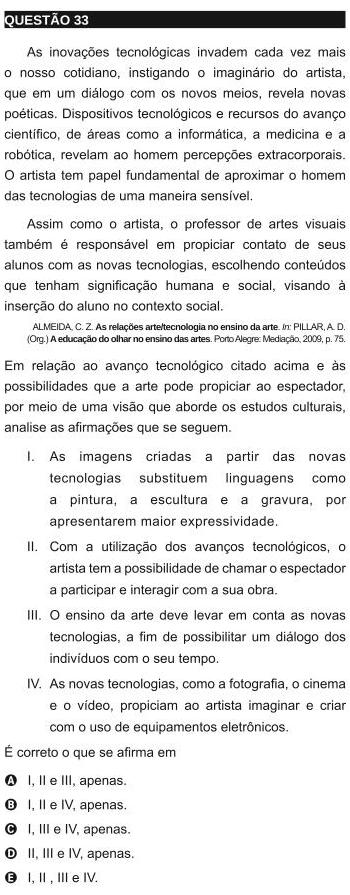 QUESTÃO 33
As inovações tecnológicas invadem cada vez mais
o nosso cotidiano, instigando o imaginário do artista,
que em um diálogo com os novos meios, revela novas
poéticas. Dispositivos tecnológicos e recursos do avanço
científico, de áreas como a informática, a medicina e a
robótica, revelam ao homem percepções extracorporais.
O artista tem papel fundamental de aproximar o homem
das tecnologias de uma maneira sensível.
Assim como o artista, o professor de artes visuais
também é responsável em propiciar contato de seus
alunos com as novas tecnologias, escolhendo conteúdos
que tenham significação humana e social, visando à
inserção do aluno no contexto social.
ALMEIDA, C. Z. As relações arte/tecnologia no ensino da arte. In: PILLAR, A. D.
(Org.) A educação do olhar no ensino das artes. Porto Alegre: Mediação, 2009, p. 75.
Em relação ao avanço tecnológico citado acima e às
possibilidades que a arte pode propiciar ao espectador,
por meio de uma visão que aborde os estudos culturais,
analise as afirmações que se seguem.
I. As imagens criadas a partir das novas
tecnologias substituem linguagens como
a pintura, a escultura e a gravura, por
apresentarem maior expressividade.
II. Com a utilização dos avanços tecnológicos, o
artista tem a possibilidade de chamar o espectador
a participar e interagir com a sua obra.
III. O ensino da arte deve levar em conta as novas
tecnologias, a fim de possibilitar um diálogo dos
indivíduos com o seu tempo.
IV. As novas tecnologias, como a fotografia, o cinema
e o vídeo, propiciam ao artista imaginar e criar
com o uso de equipamentos eletrônicos.
É correto o que se afirma em
A I, II e III, apenas.
B I, II e IV, apenas.
C I, III e IV, apenas.
D II, III e IV, apenas.
E I, II , III e IV.